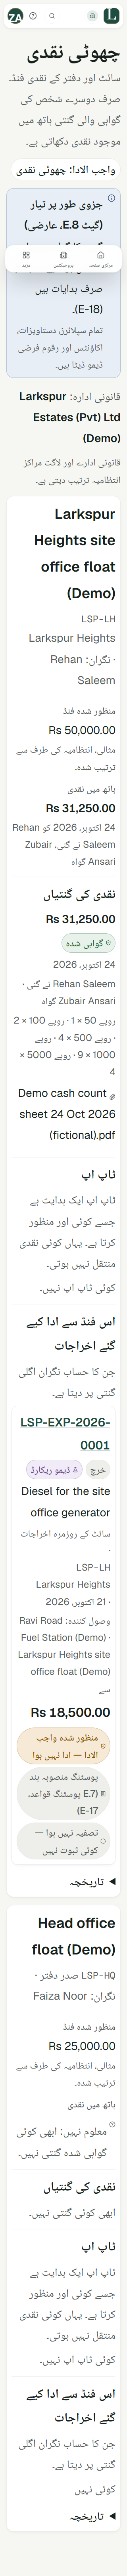 ZA
L
چھوٹی نقدی
سائٹ اور دفتر کے نقدی فنڈ۔
صرف دوسرے شخص کی
گواہی والی گنتی ہاتھ میں
موجود نقدی دکھاتی ہے۔
واجب الادا: چھوٹی نقدی
جزوی طور پر تیار
(گیٹ E.8، عارضی)
مرکزی صفحہ
پروجیکٹس
مزید
صرف ہدایات ہیں
(E-18)۔
تمام سپلائرز، دستاویزات،
اکاؤنٹس اور رقوم فرضی
ڈیمو ڈیٹا ہیں۔
قانونی ادارہ: Larkspur
Estates (Pvt) Ltd
(Demo)
قانونی ادارے اور لاگت مراکز
انتظامیہ ترتیب دیتی ہے۔
Larkspur
Heights site
office float
(Demo)
LSP-LH
Larkspur Heights
· نگران: Rehan
Saleem
منظور شدہ فنڈ
Rs 50,000.00
مثالی، انتظامیہ کی طرف سے
ترتیب شدہ۔
ہاتھ میں نقدی
Rs 31,250.00
24 اکتوبر، 2026 کو Rehan
Saleem نے گنی، Zubair
Ansari گواہ
نقدی کی گنتیاں
Rs 31,250.00
گواہی شدہ
24 اکتوبر، 2026
Rehan Saleem نے گنی ·
Zubair Ansari گواہ
روپے 50 × 1 · روپے 100 × 2
· روپے 500 × 4 · روپے
1000 × 9 · روپے 5000 ×
4
Demo cash count
sheet 24 Oct 2026
(fictional).pdf
ٹاپ اپ
ٹاپ اپ ایک ہدایت ہے
جسے کوئی اور منظور
کرتا ہے۔ یہاں کوئی نقدی
منتقل نہیں ہوتی۔
کوئی ٹاپ اپ نہیں۔
اس فنڈ سے ادا کیے
گئے اخراجات
جن کا حساب نگران اگلی
گنتی پر دیتا ہے۔
LSP-EXP-2026-
0001
خرچ
ڈیمو ریکارڈ
Diesel for the site
office generator
سائٹ کے روزمرہ اخراجات
·
LSP-LH
Larkspur Heights
· 21 اکتوبر، 2026
وصول کنندہ: Ravi Road
Fuel Station (Demo) ·
Larkspur Heights site
office float (Demo)
سے
Rs 18,500.00
منظور شدہ واجب
الادا — ادا نہیں ہوا
پوسٹنگ منصوبہ بند
(E.7 پوسٹنگ قواعد،
E-17)
تصفیہ نہیں ہوا —
کوئی ثبوت نہیں
تاریخچہ
Head office
float (Demo)
LSP-HQ صدر دفتر ·
نگران: Faiza Noor
منظور شدہ فنڈ
Rs 25,000.00
مثالی، انتظامیہ کی طرف سے
ترتیب شدہ۔
ہاتھ میں نقدی
معلوم نہیں: ابھی کوئی
گواہی شدہ گنتی نہیں۔
نقدی کی گنتیاں
ابھی کوئی گنتی نہیں۔
ٹاپ اپ
ٹاپ اپ ایک ہدایت ہے
جسے کوئی اور منظور
کرتا ہے۔ یہاں کوئی نقدی
منتقل نہیں ہوتی۔
کوئی ٹاپ اپ نہیں۔
اس فنڈ سے ادا کیے
گئے اخراجات
جن کا حساب نگران اگلی
گنتی پر دیتا ہے۔
کوئی نہیں
تاریخچہ